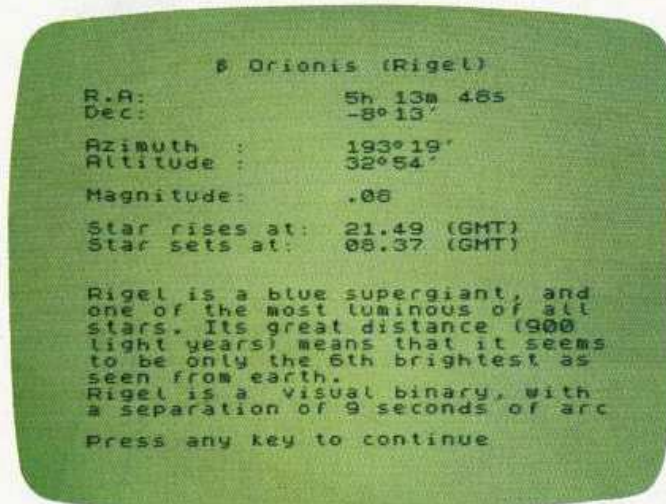 β Orionis (Rigel)
R.A: 5h 13m 48s
Dec: -8°13′
Azimuth : 193°19′
Altitude : 32°54′
Magnitude: .08
Star rises at: 21.49 (GMT)
Star sets at: 08.37 (GMT)
Rigel is a blue supergiant, and
one of the most luminous of all
stars. Its great distance (900
light years) means that it seems
to be only the 6th brightest as
seen from earth.
Rigel is a visual binary, with
a separation of 9 seconds of arc
Press any key to continue